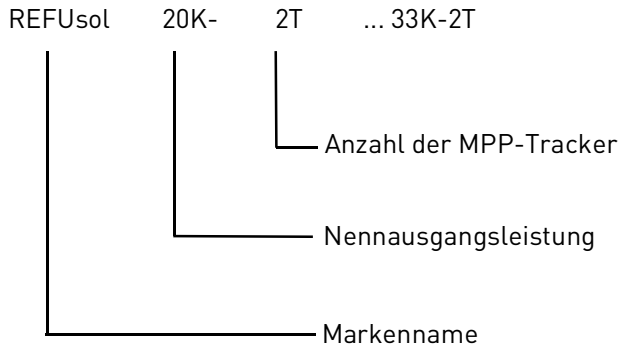 REFUsol 20K- 2T ... 33K-2T
Anzahl der MPP-Tracker
Nennausgangsleistung
Markenname